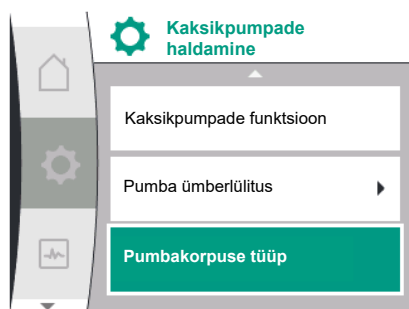 Kaksikpumpade
haldamine
Kaksikpumpade funktsioon
Pumba ümberlülitus
Pumbakorpuse tüüp